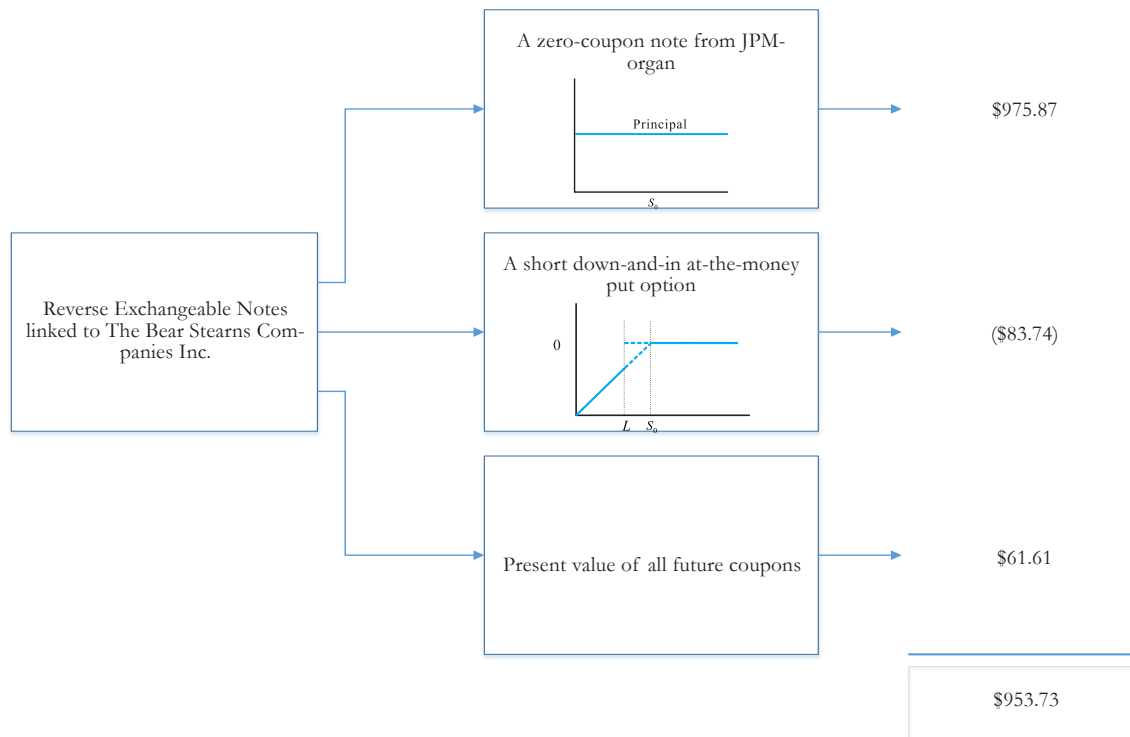 A zero-coupon note from JPM-
organ
Principal
S₀
$975.87
Reverse Exchangeable Notes
linked to The Bear Stearns Com-
panies Inc.
A short down-and-in at-the-money
put option
0
L S₀
($83.74)
Present value of all future coupons
$61.61
$953.73